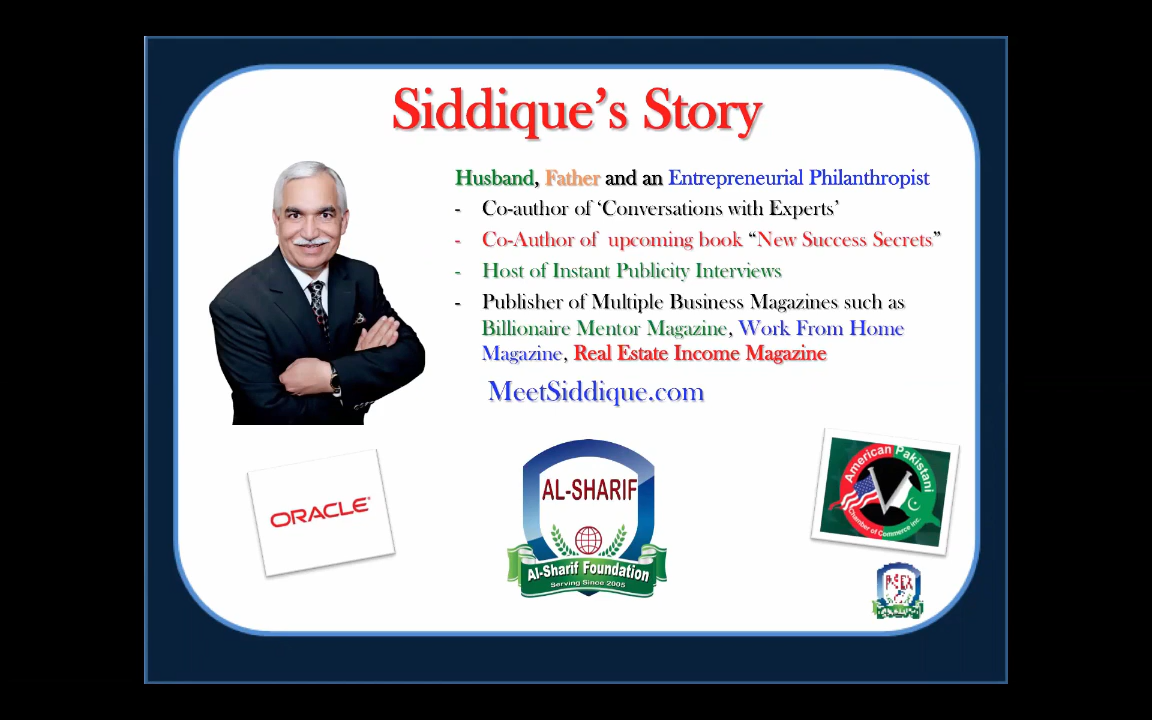 Siddique's Story
Husband, Father and an Entrepreneurial Philanthropist
- Co-author of ‘Conversations with Experts’
- Co-Author of upcoming book “New Success Secrets”
- Host of Instant Publicity Interviews
- Publisher of Multiple Business Magazines such as
Billionaire Mentor Magazine, Work From Home
Magazine, Real Estate Income Magazine
MeetSiddique.com
ORACLE
AL-SHARIF
Al-Sharif Foundation
Serving Since 2005
American Pakistani
Chamber of Commerce inc.